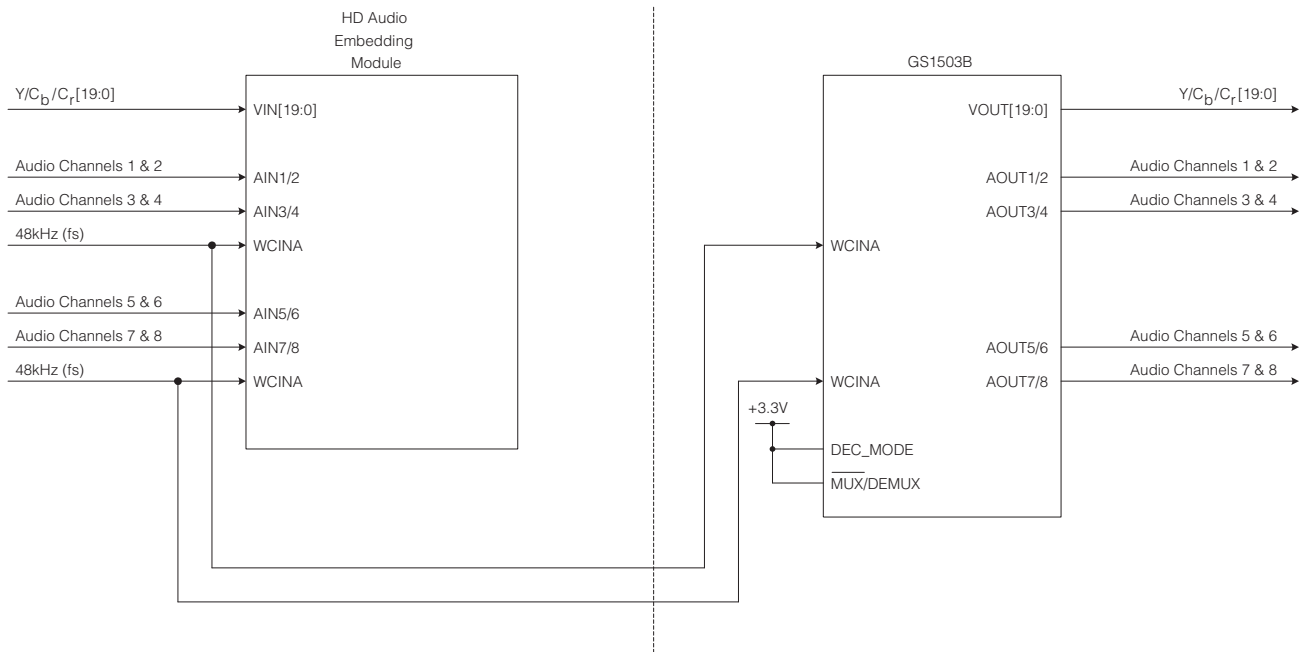 HD Audio
Embedding
Module
Y/Cb/Cr[19:0]
VIN[19:0]
Audio Channels 1 & 2
AIN1/2
Audio Channels 3 & 4
AIN3/4
48kHz (fs)
WCINA
Audio Channels 5 & 6
AIN5/6
Audio Channels 7 & 8
AIN7/8
48kHz (fs)
WCINA
GS1503B
VOUT[19:0]
Y/Cb/Cr[19:0]
AOUT1/2
Audio Channels 1 & 2
AOUT3/4
Audio Channels 3 & 4
WCINA
AOUT5/6
Audio Channels 5 & 6
WCINA
AOUT7/8
Audio Channels 7 & 8
+3.3V
DEC_MODE
MUX/DEMUX